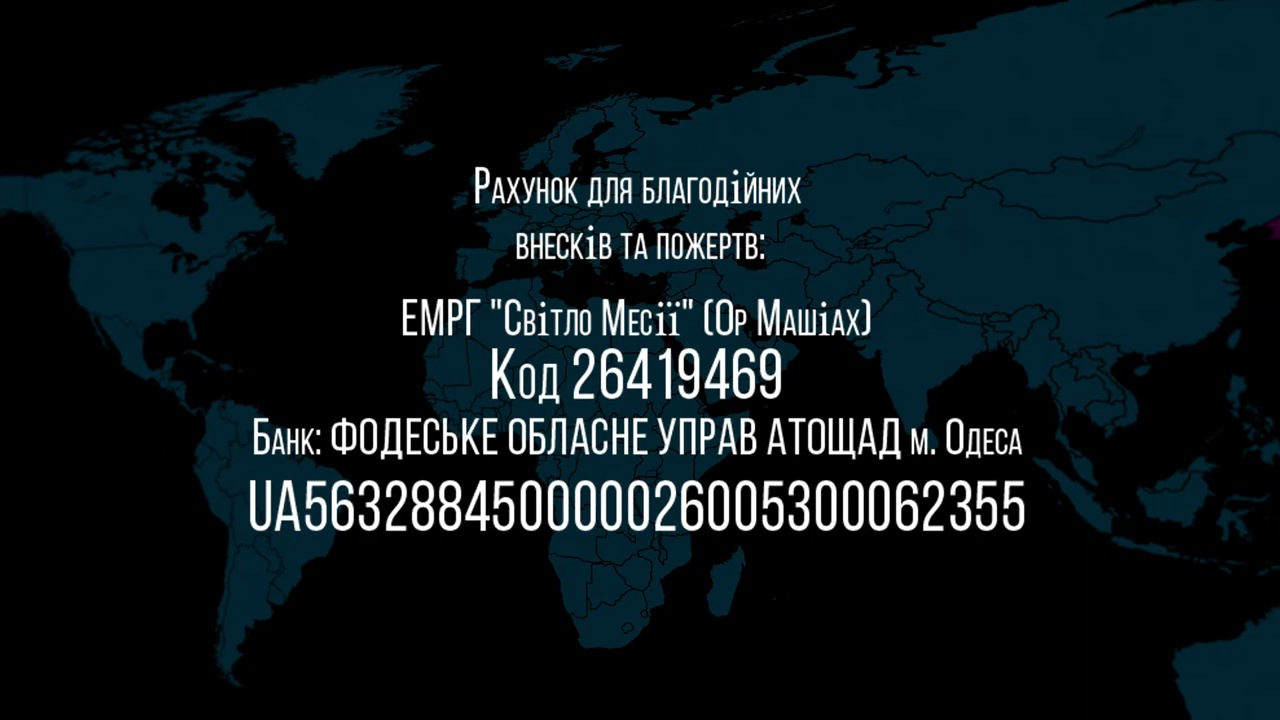 Рахунок для благодійних
внесків та пожертв:
ЕМРГ "Світло Месії" (Ор Машіах)
Код 26419469
Банк: ФОДЕСЬКЕ ОБЛАСНЕ УПРАВ АТОЩАД м. Одеса
UA563288450000026005300062355